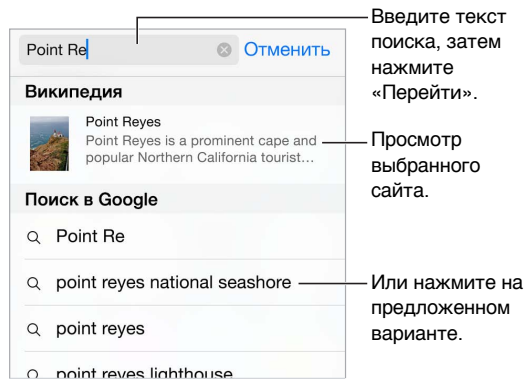 Введите текст
поиска, затем
нажмите
«Перейти».
Point Re
Отменить
Википедия
Point Reyes
Point Reyes is a prominent cape and
popular Northern California tourist…
Просмотр
выбранного
сайта.
Поиск в Google
Point Re
point reyes national seashore
Или нажмите на
предложенном
варианте.
point reyes
point reyes lighthouse